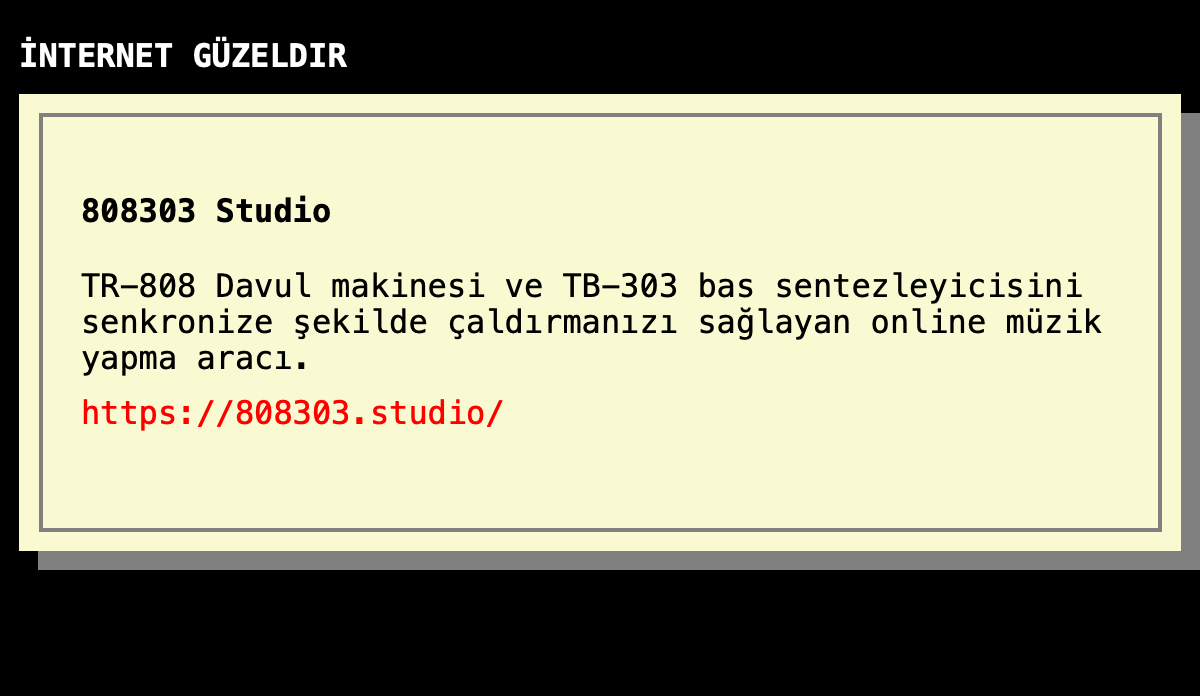 İNTERNET GÜZELDIR
808303 Studio
TR–808 Davul makinesi ve TB–303 bas sentezleyicisini
senkronize şekilde çaldırmanızı sağlayan online müzik
yapma aracı.
https://808303.studio/